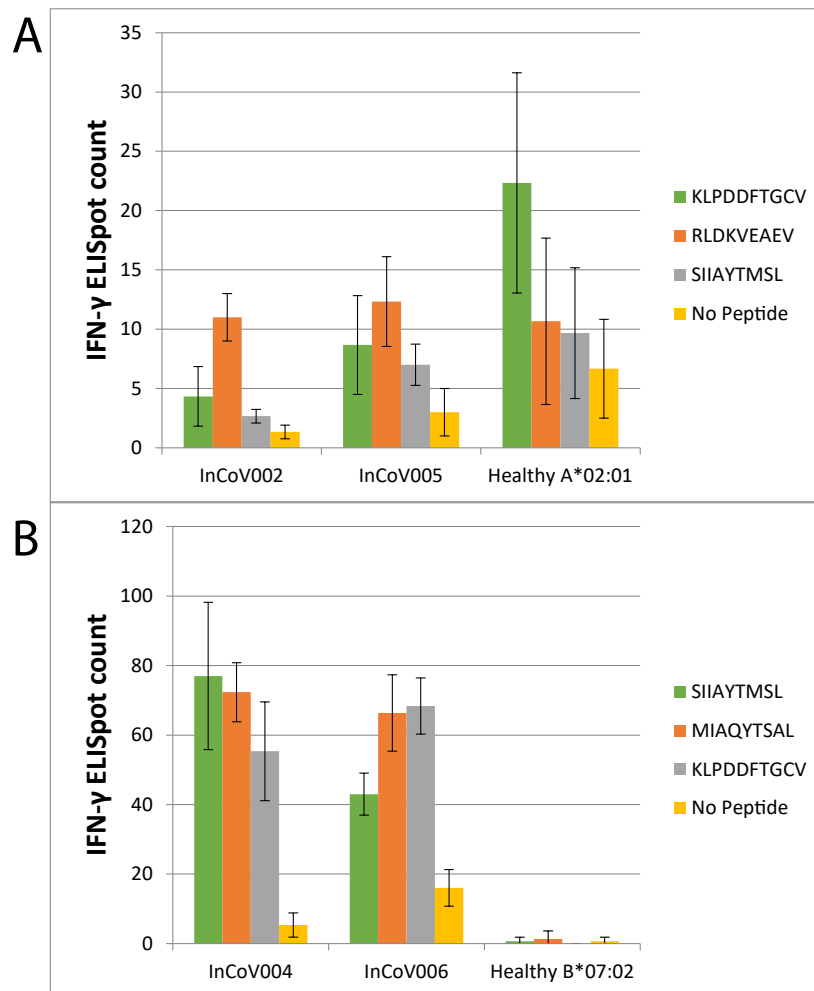 A
IFN-γ ELISpot count
35
30
25
20
15
10
5
0
InCoV002
InCoV005
Healthy A*02:01
KLPDDFTGCV
RLDKVEAEV
SIIAYTMSL
No Peptide
B
IFN-γ ELISpot count
120
100
80
60
40
20
0
InCoV004
InCoV006
Healthy B*07:02
SIIAYTMSL
MIAQYTSAL
KLPDDFTGCV
No Peptide